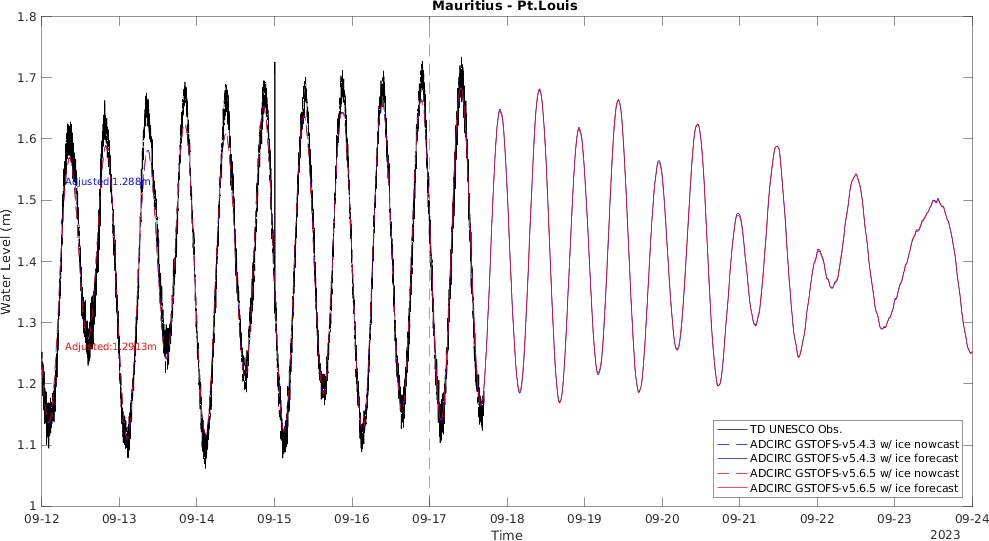 Mauritius - Pt.Louis
Water Level (m)
1.8
1.7
1.6
1.5
1.4
1.3
1.2
1.1
1
Adjusted:1.288m
Adjusted:1.2913m
TD UNESCO Obs.
ADCIRC GSTOFS-v5.4.3 w/ ice nowcast
ADCIRC GSTOFS-v5.4.3 w/ ice forecast
ADCIRC GSTOFS-v5.6.5 w/ ice nowcast
ADCIRC GSTOFS-v5.6.5 w/ ice forecast
09-12 09-13 09-14 09-15 09-16 09-17 09-18 09-19 09-20 09-21 09-22 09-23 09-24
Time
2023